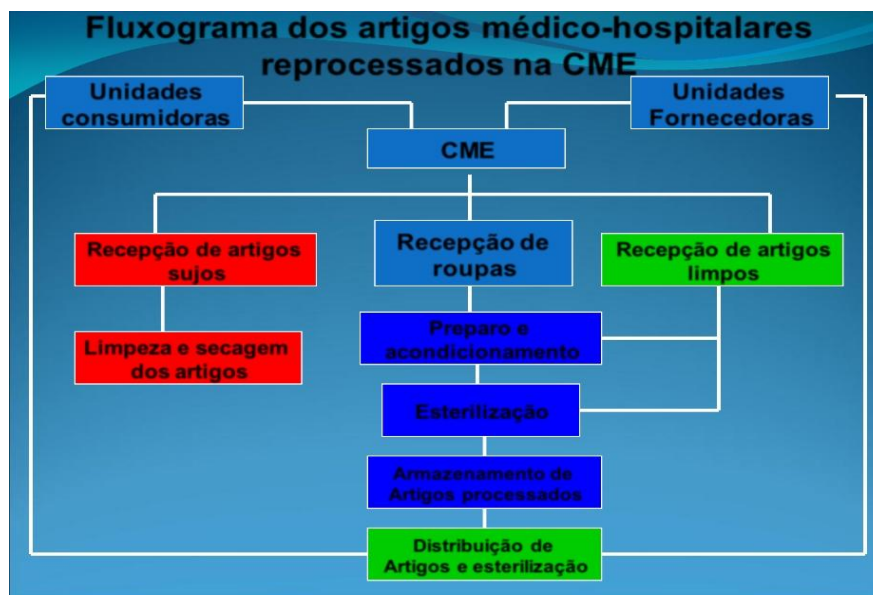 Fluxograma dos artigos médico-hospitalares
reprocessados na CME
Unidades
consumidoras
Unidades
Fornecedoras
CME
Recepção de artigos
sujos
Recepção de
roupas
Recepção de artigos
limpos
Limpeza e secagem
dos artigos
Preparo e
acondicionamento
Esterilização
Armazenamento de
Artigos processados
Distribuição de
Artigos e esterilização